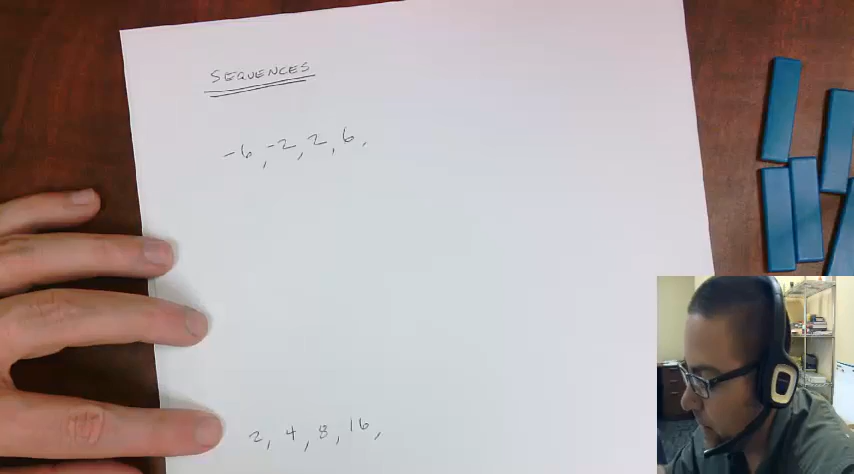 SEQUENCES
-6, -2, 2, 6,
2, 4, 8, 16,